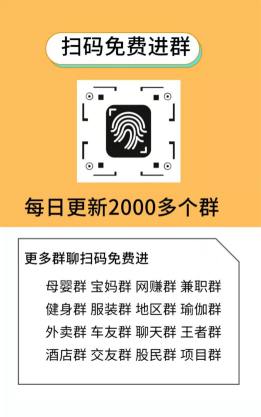 扫码免费进群
每日更新2000多个群
更多群聊扫码免费进
母婴群 宝妈群 网赚群 兼职群
健身群 服装群 地区群 瑜伽群
外卖群 车友群 聊天群 王者群
酒店群 交友群 股民群 项目群